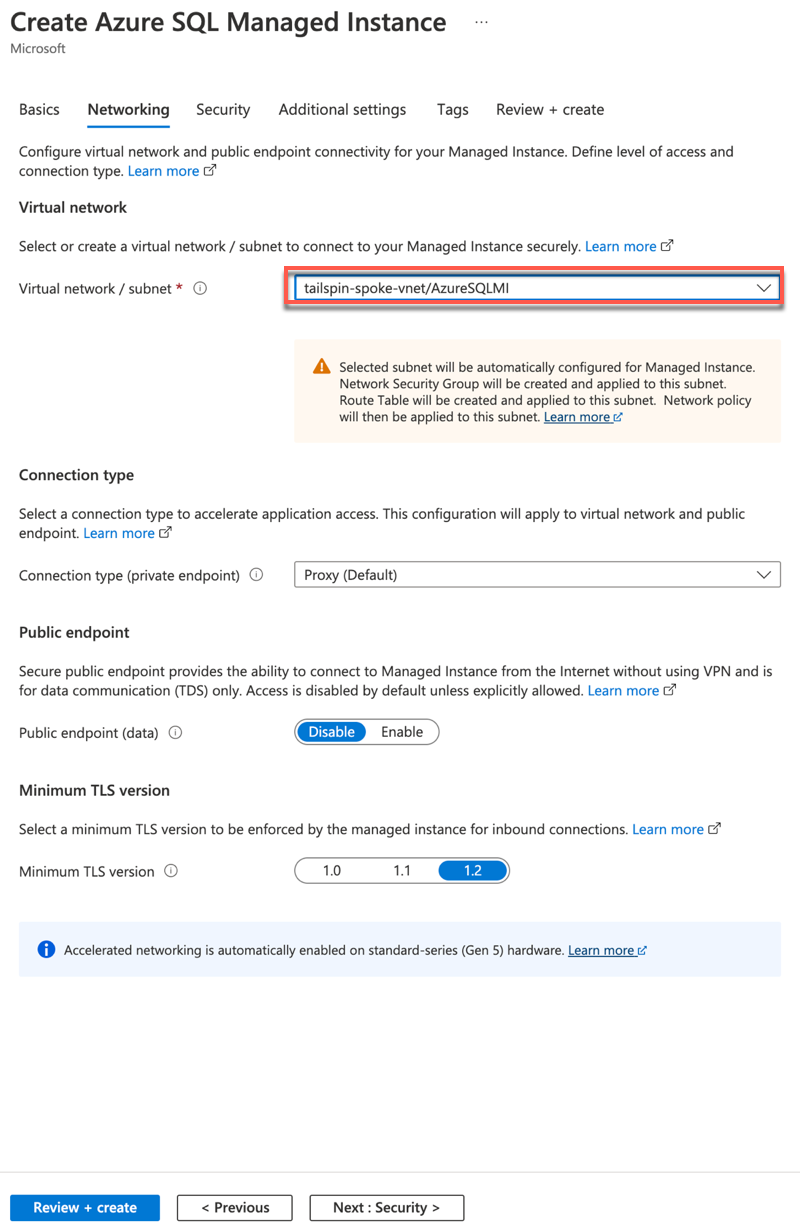 Create Azure SQL Managed Instance ...
Microsoft
Basics Networking Security Additional settings Tags Review + create
Configure virtual network and public endpoint connectivity for your Managed Instance. Define level of access and
connection type. Learn more
Virtual network
Select or create a virtual network / subnet to connect to your Managed Instance securely. Learn more
Virtual network / subnet * tailspin-spoke-vnet/AzureSQLMI
Selected subnet will be automatically configured for Managed Instance.
Network Security Group will be created and applied to this subnet.
Route Table will be created and applied to this subnet. Network policy
will then be applied to this subnet. Learn more
Connection type
Select a connection type to accelerate application access. This configuration will apply to virtual network and public
endpoint. Learn more
Connection type (private endpoint) Proxy (Default)
Public endpoint
Secure public endpoint provides the ability to connect to Managed Instance from the Internet without using VPN and is
for data communication (TDS) only. Access is disabled by default unless explicitly allowed. Learn more
Public endpoint (data) Disable Enable
Minimum TLS version
Select a minimum TLS version to be enforced by the managed instance for inbound connections. Learn more
Minimum TLS version 1.0 1.1 1.2
Accelerated networking is automatically enabled on standard-series (Gen 5) hardware. Learn more
Review + create < Previous Next : Security >